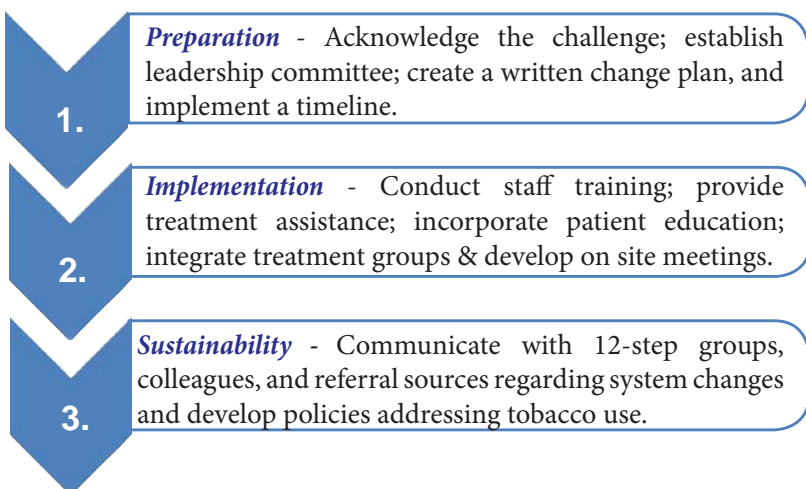 1.
Preparation - Acknowledge the challenge; establish
leadership committee; create a written change plan, and
implement a timeline.
2.
Implementation - Conduct staff training; provide
treatment assistance; incorporate patient education;
integrate treatment groups & develop on site meetings.
3.
Sustainability - Communicate with 12-step groups,
colleagues, and referral sources regarding system changes
and develop policies addressing tobacco use.